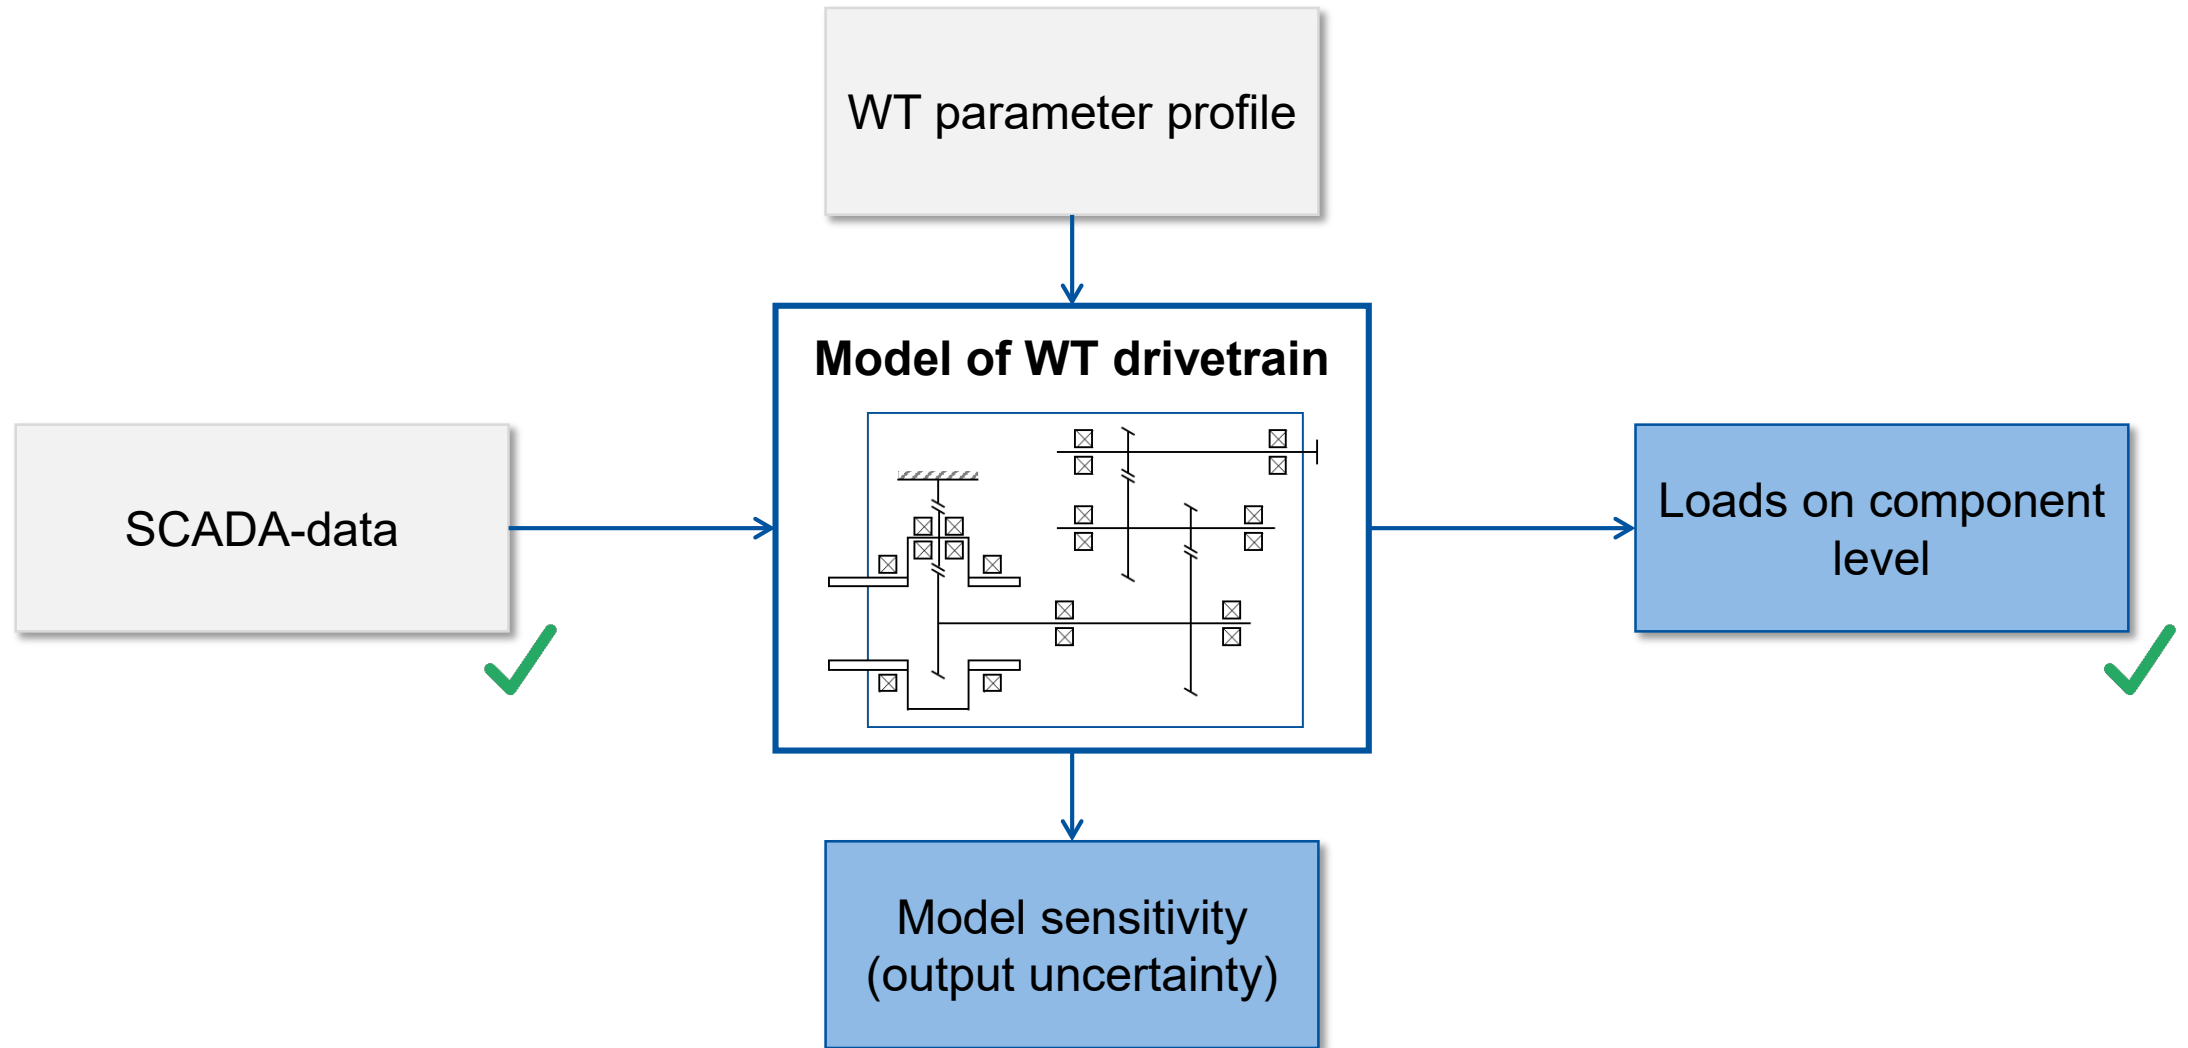 WT parameter profile
Model of WT drivetrain
SCADA-data
Loads on component
level
Model sensitivity
(output uncertainty)